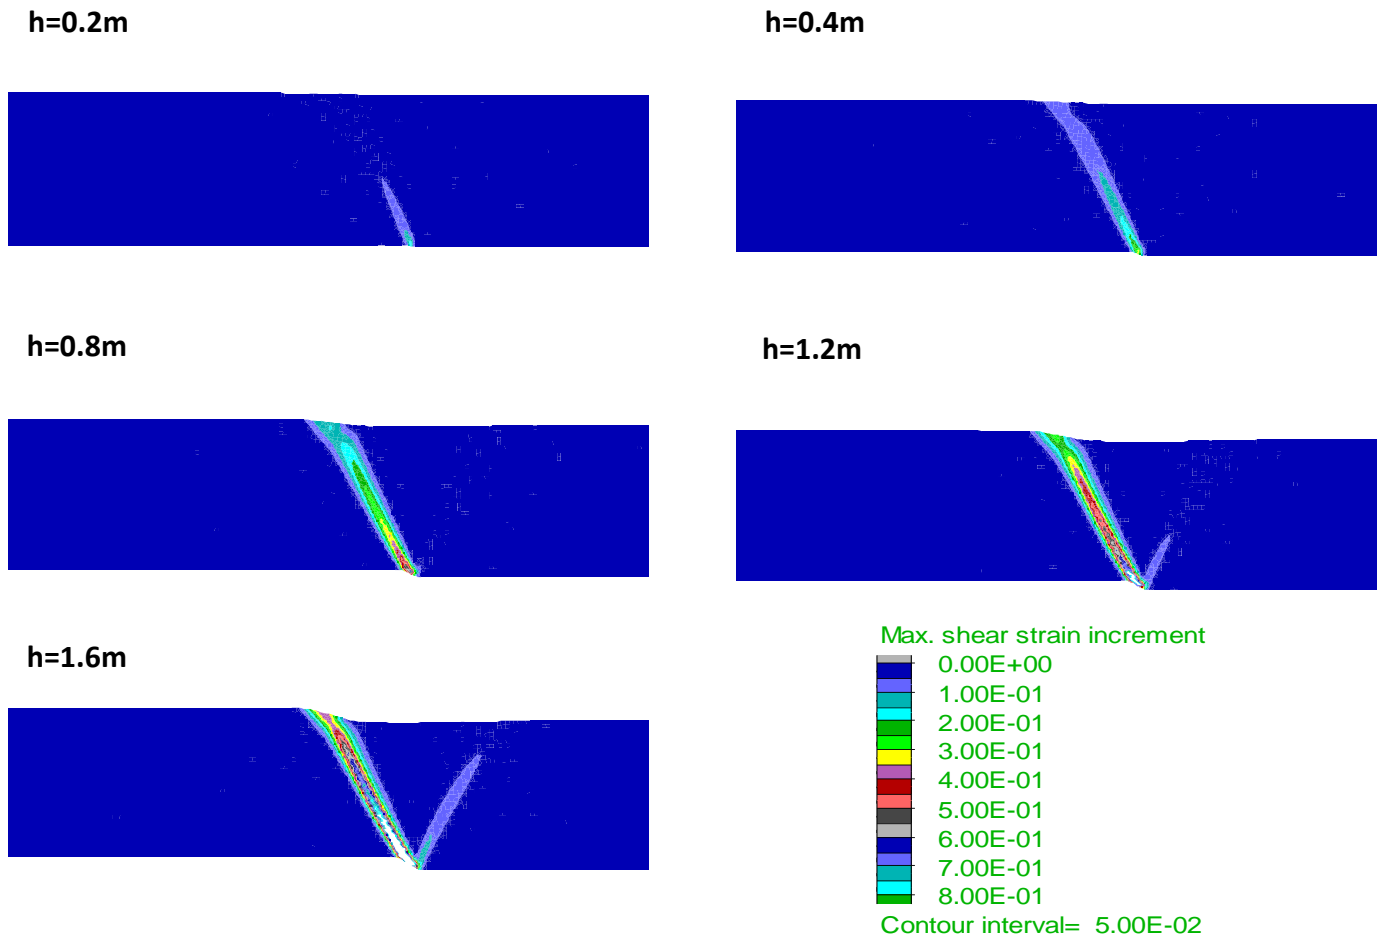 h=0.2m
h=0.4m
h=0.8m
h=1.2m
h=1.6m
Max. shear strain increment
0.00E+00
1.00E-01
2.00E-01
3.00E-01
4.00E-01
5.00E-01
6.00E-01
7.00E-01
8.00E-01
Contour interval= 5.00E-02